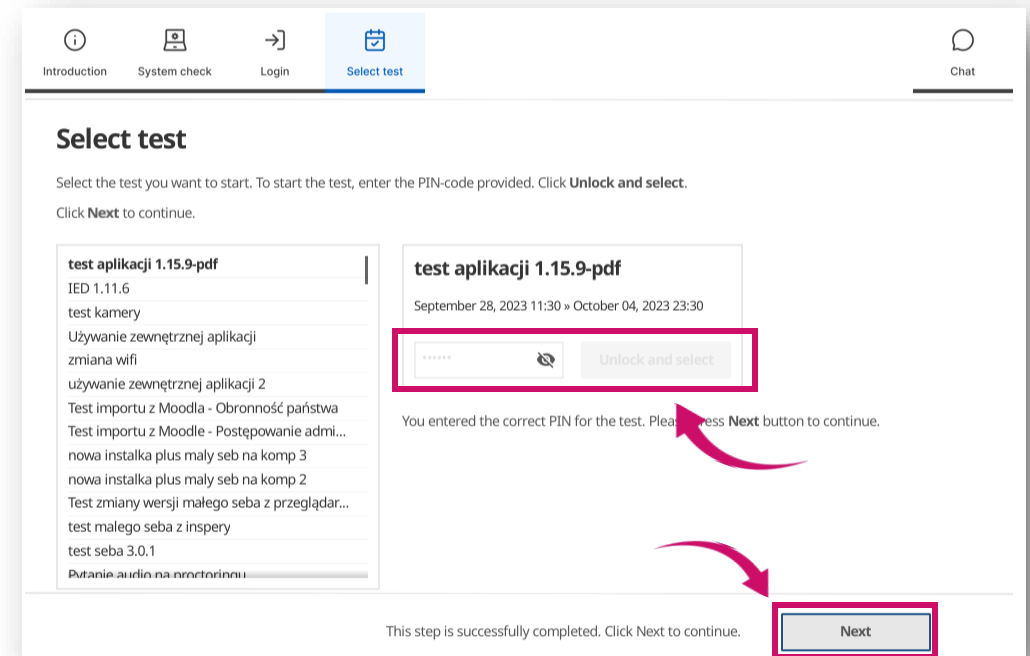 Introduction
System check
Login
Select test
Chat
Select test
Select the test you want to start. To start the test, enter the PIN-code provided. Click Unlock and select.
Click Next to continue.
test aplikacji 1.15.9-pdf
IED 1.11.6
test kamery
Używanie zewnętrznej aplikacji
zmiana wifi
używanie zewnętrznej aplikacji 2
Test importu z Moodla - Obronność państwa
Test importu z Moodle - Postępowanie admi...
nowa instalka plus maly seb na komp 3
nowa instalka plus maly seb na komp 2
Test zmiany wersji małego seba z przeglądar...
test malego seba z inspery
test seba 3.0.1
Pytanie audio na proctoringu
test aplikacji 1.15.9-pdf
September 28, 2023 11:30 » October 04, 2023 23:30
Unlock and select
You entered the correct PIN for the test. Please press Next button to continue.
This step is successfully completed. Click Next to continue.
Next